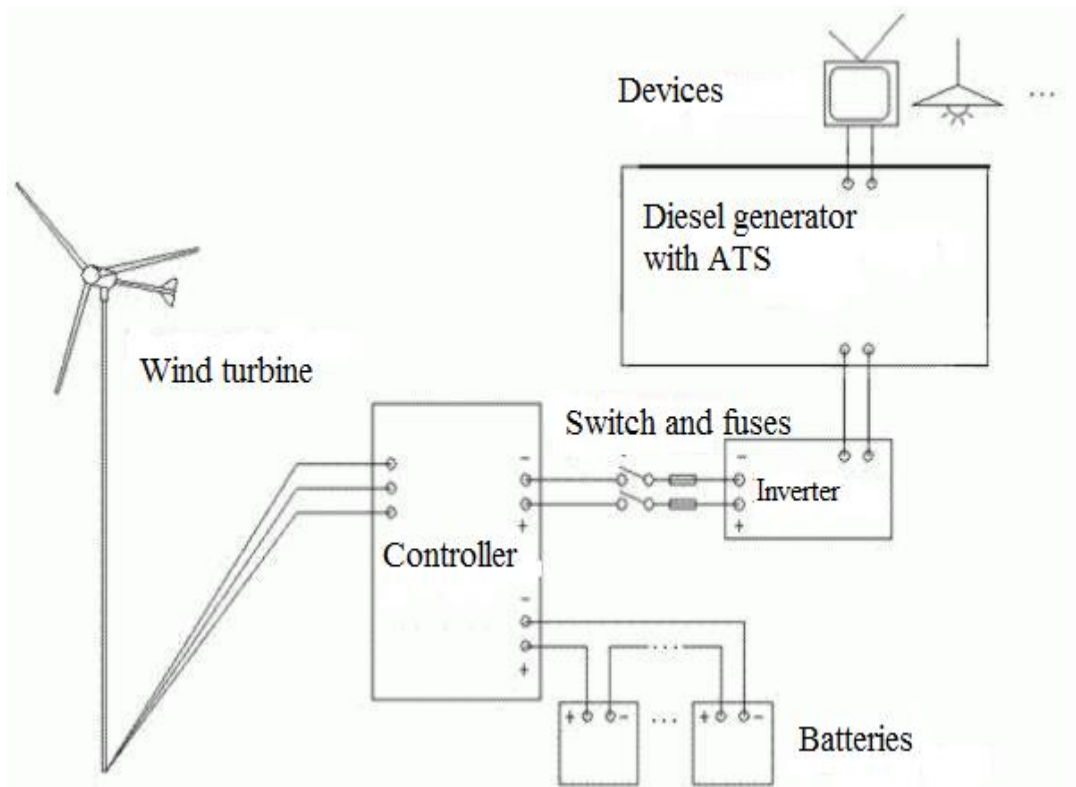 Devices
Diesel generator
with ATS
Wind turbine
Switch and fuses
-
-
Inverter
+
+
Controller
-
+
+ - ... + -
Batteries